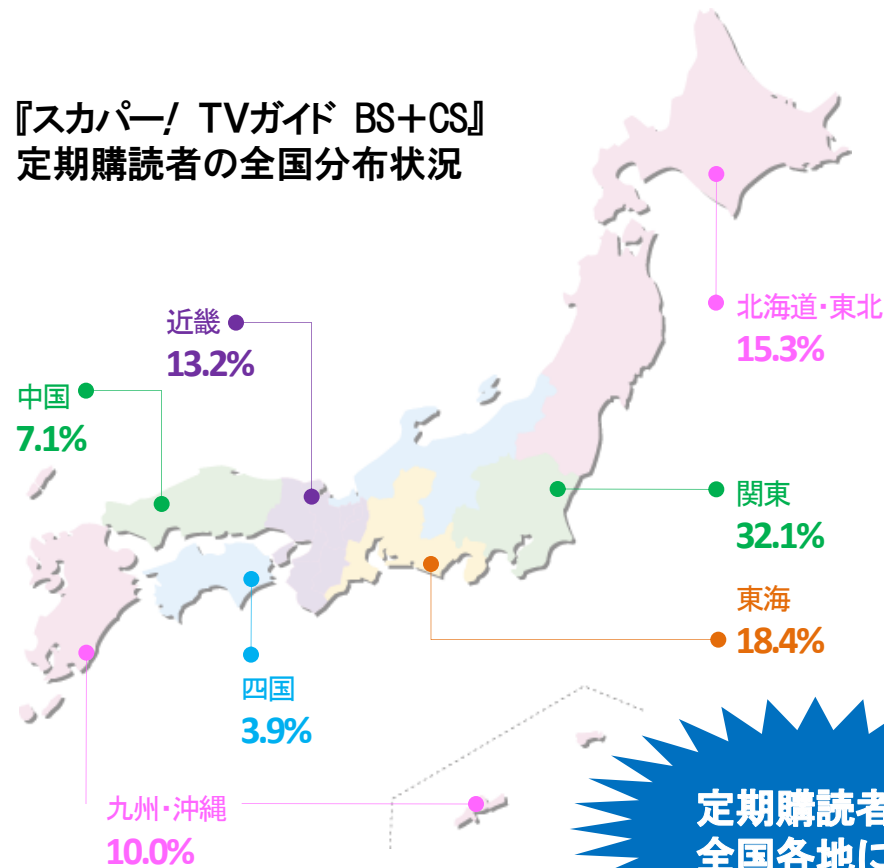 『スカパー! TVガイド BS+CS』
定期購読者の全国分布状況
北海道・東北
15.3%
近畿
13.2%
中国
7.1%
関東
32.1%
東海
18.4%
四国
3.9%
九州・沖縄
10.0%
定期購読者
全国各地に